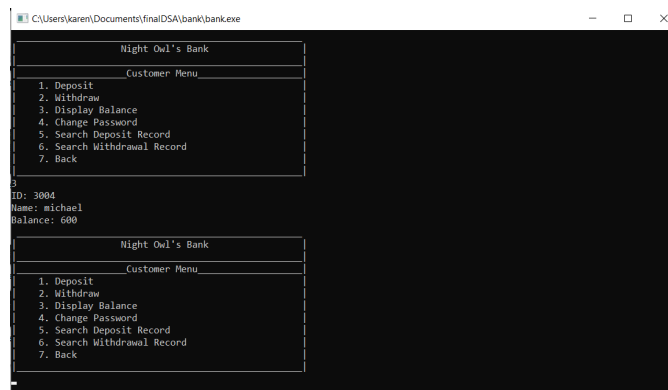 C:\Users\karen\Documents\finalDSA\bank\bank.exe
Night Owl's Bank
Customer Menu
1. Deposit
2. Withdraw
3. Display Balance
4. Change Password
5. Search Deposit Record
6. Search Withdrawal Record
7. Back
3
ID: 3004
Name: michael
Balance: 600
Night Owl's Bank
Customer Menu
1. Deposit
2. Withdraw
3. Display Balance
4. Change Password
5. Search Deposit Record
6. Search Withdrawal Record
7. Back